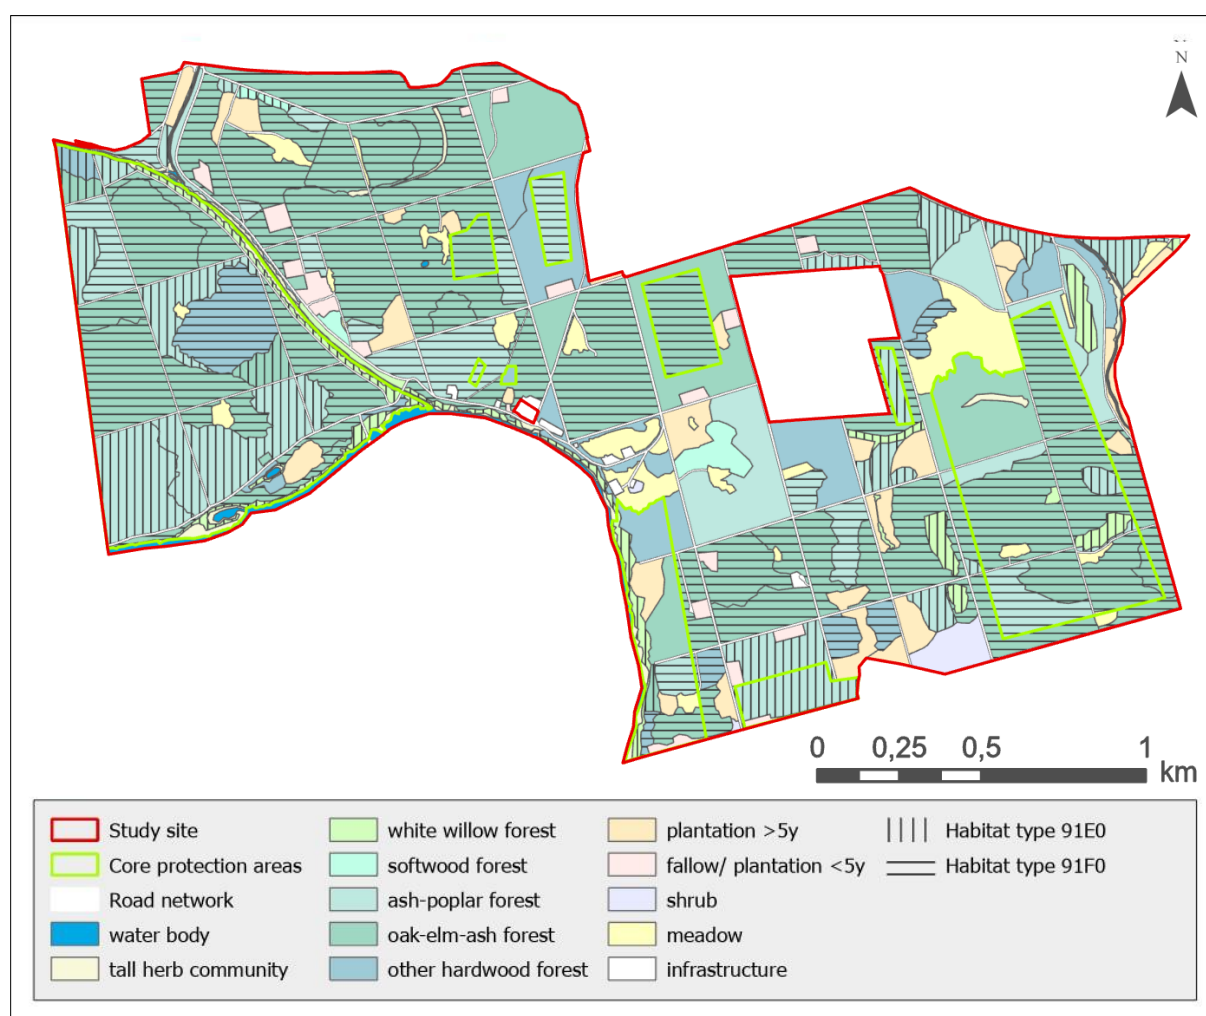 N
0 0,25 0,5 1
km
Study site
Core protection areas
Road network
water body
tall herb community
white willow forest
softwood forest
ash-poplar forest
oak-elm-ash forest
other hardwood forest
plantation >5y
fallow/ plantation <5y
shrub
meadow
infrastructure
Habitat type 91E0
Habitat type 91F0